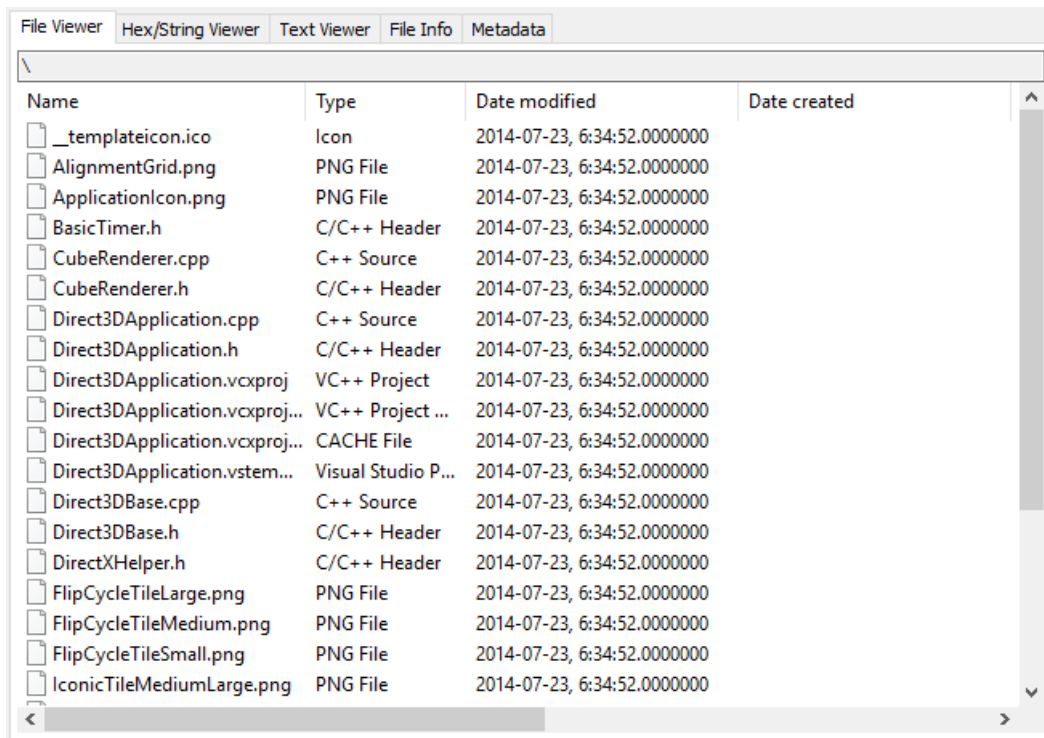 File Viewer Hex/String Viewer Text Viewer File Info Metadata
\
Name Type Date modified Date created
__templateicon.ico Icon 2014-07-23, 6:34:52.0000000
AlignmentGrid.png PNG File 2014-07-23, 6:34:52.0000000
ApplicationIcon.png PNG File 2014-07-23, 6:34:52.0000000
BasicTimer.h C/C++ Header 2014-07-23, 6:34:52.0000000
CubeRenderer.cpp C++ Source 2014-07-23, 6:34:52.0000000
CubeRenderer.h C/C++ Header 2014-07-23, 6:34:52.0000000
Direct3DApplication.cpp C++ Source 2014-07-23, 6:34:52.0000000
Direct3DApplication.h C/C++ Header 2014-07-23, 6:34:52.0000000
Direct3DApplication.vcxproj VC++ Project 2014-07-23, 6:34:52.0000000
Direct3DApplication.vcxproj... VC++ Project ... 2014-07-23, 6:34:52.0000000
Direct3DApplication.vcxproj... CACHE File 2014-07-23, 6:34:52.0000000
Direct3DApplication.vstem... Visual Studio P... 2014-07-23, 6:34:52.0000000
Direct3DBase.cpp C++ Source 2014-07-23, 6:34:52.0000000
Direct3DBase.h C/C++ Header 2014-07-23, 6:34:52.0000000
DirectXHelper.h C/C++ Header 2014-07-23, 6:34:52.0000000
FlipCycleTileLarge.png PNG File 2014-07-23, 6:34:52.0000000
FlipCycleTileMedium.png PNG File 2014-07-23, 6:34:52.0000000
FlipCycleTileSmall.png PNG File 2014-07-23, 6:34:52.0000000
IconicTileMediumLarge.png PNG File 2014-07-23, 6:34:52.0000000